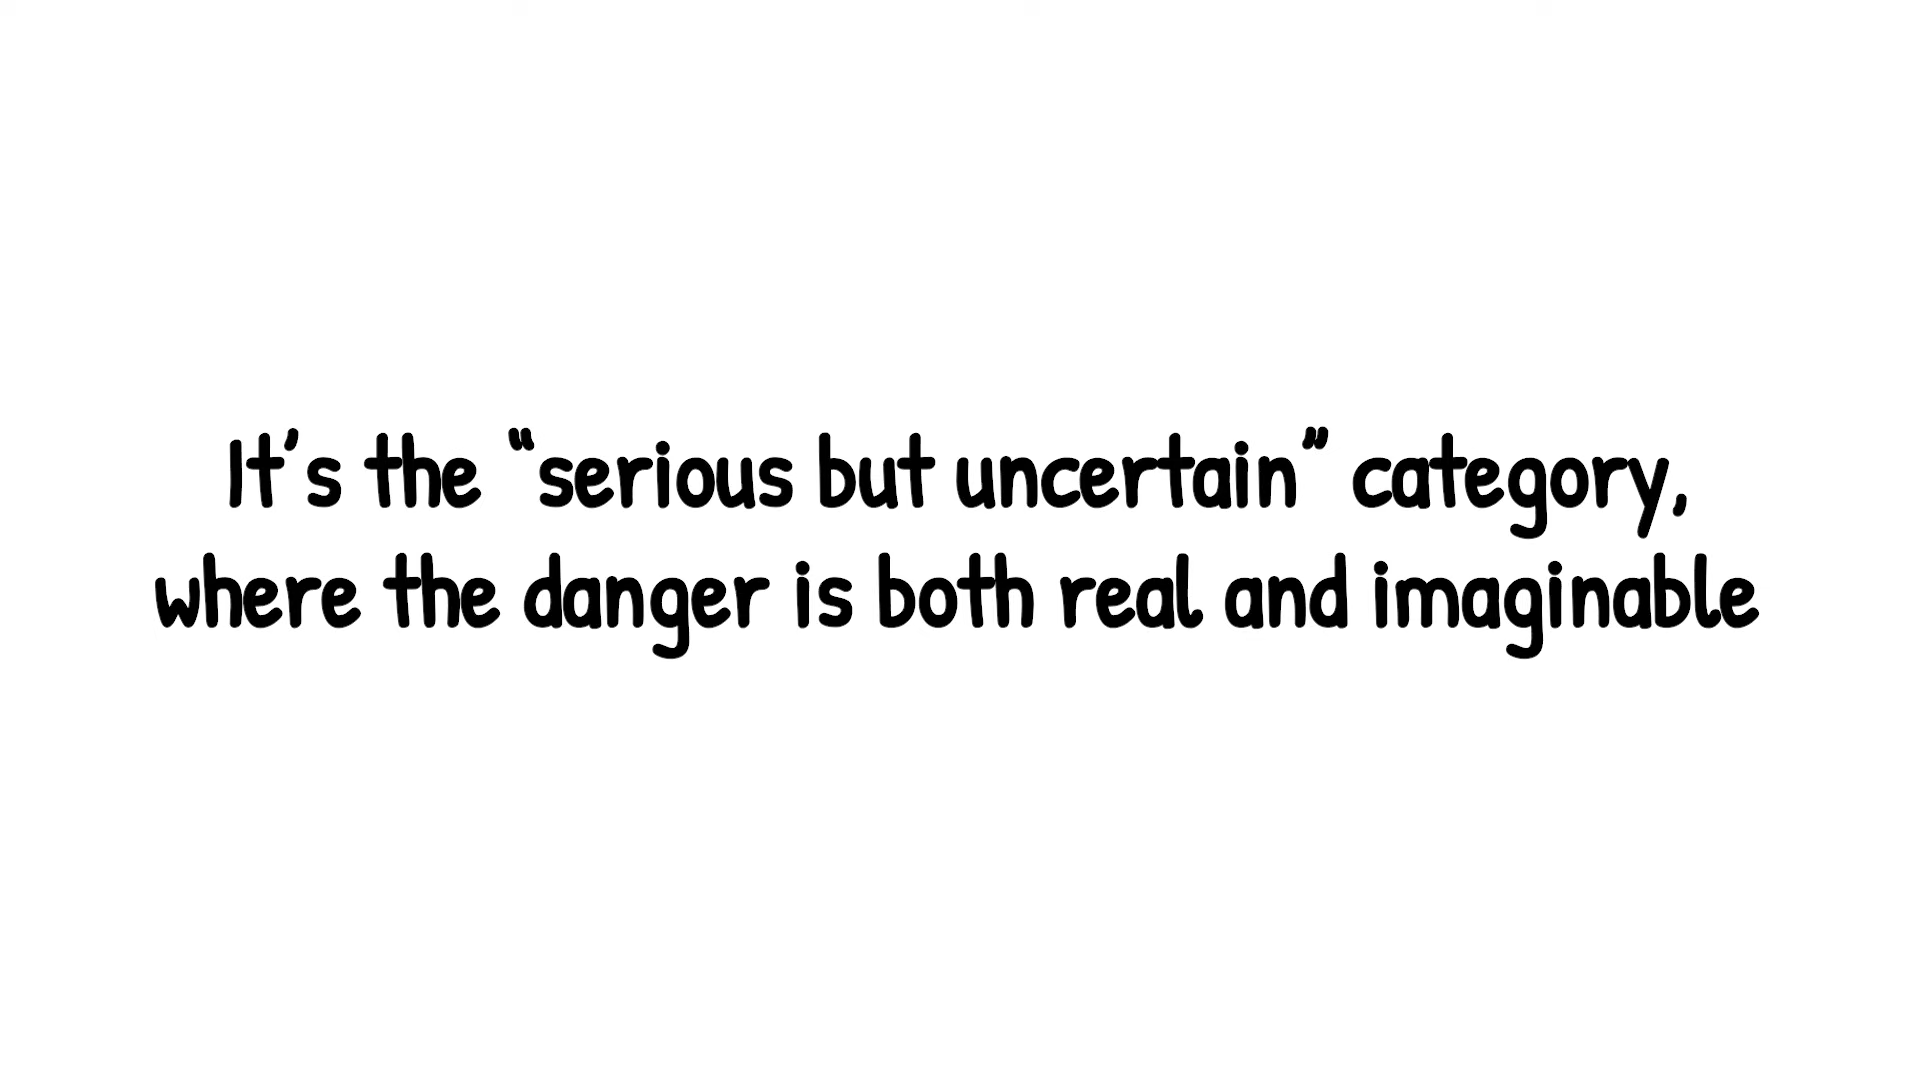 It’s the “serious but uncertain” category,
where the danger is both real and imaginable